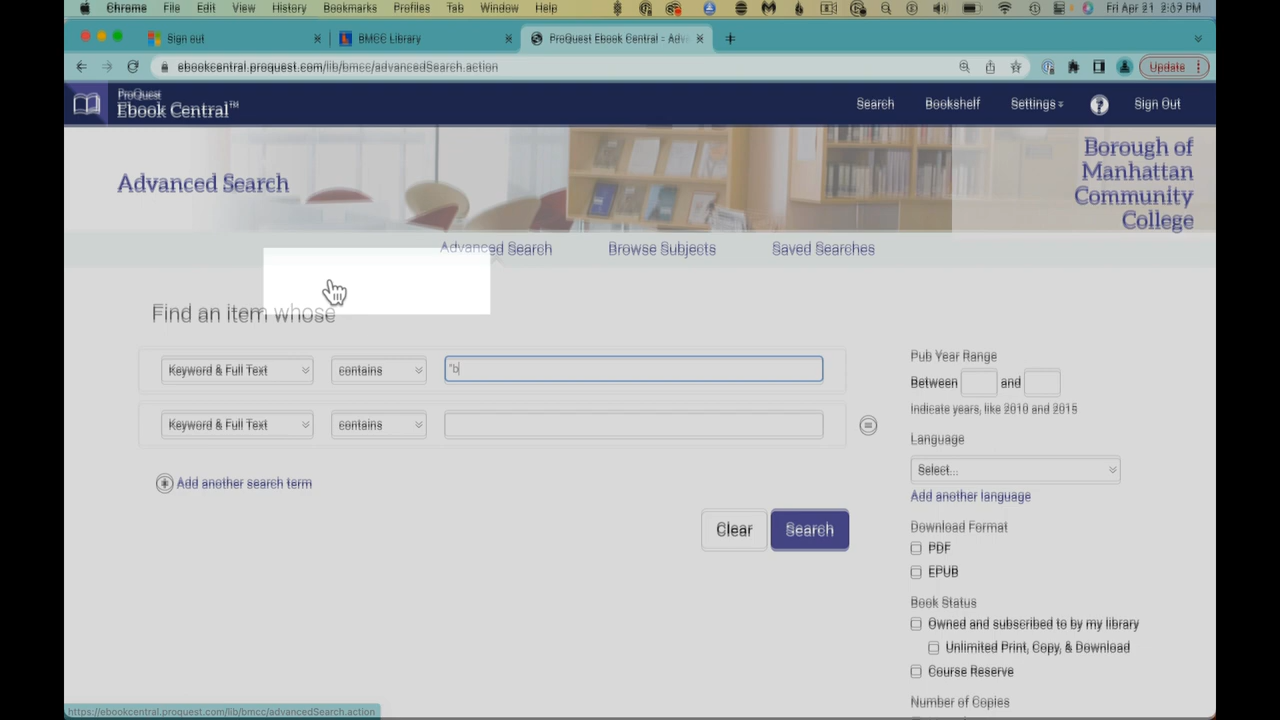 Chrome File Edit View History Bookmarks Profiles Tab Window Help Fri Apr 21 2:37 PM
Sign out BMCC Library ProQuest Ebook Central - Adv
ebookcentral.proquest.com/lib/bmcc/advancedSearch.action Update
ProQuest
Ebook Central™
Search Bookshelf Settings ? Sign Out
Advanced Search
Borough of
Manhattan
Community
College
Advanced Search Browse Subjects Saved Searches
Find an item whose
Keyword & Full Text contains "b
Keyword & Full Text contains
Add another search term
Clear Search
Pub Year Range
Between and
Indicate years, like 2010 and 2015
Language
Select...
Add another language
Download Format
PDF
EPUB
Book Status
Owned and subscribed to by my library
Unlimited Print, Copy, & Download
Course Reserve
Number of Copies
https://ebookcentral.proquest.com/lib/bmcc/advancedSearch.action